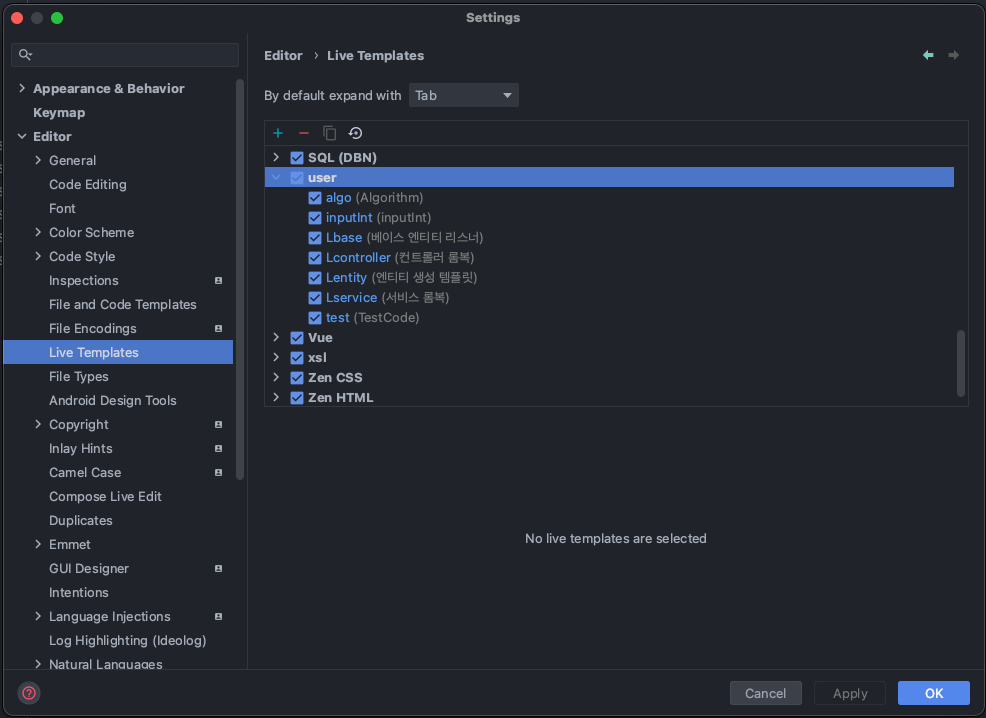 Settings
Appearance & Behavior
Keymap
Editor
General
Code Editing
Font
Color Scheme
Code Style
Inspections
File and Code Templates
File Encodings
Live Templates
File Types
Android Design Tools
Copyright
Inlay Hints
Camel Case
Compose Live Edit
Duplicates
Emmet
GUI Designer
Intentions
Language Injections
Log Highlighting (Ideolog)
Natural Languages
Editor › Live Templates
By default expand with Tab
SQL (DBN)
user
algo (Algorithm)
inputInt (inputInt)
Lbase (베이스 엔티티 리스너)
Lcontroller (컨트롤러 롬복)
Lentity (엔티티 생성 템플릿)
Lservice (서비스 롬복)
test (TestCode)
Vue
xsl
Zen CSS
Zen HTML
No live templates are selected
? Cancel Apply OK